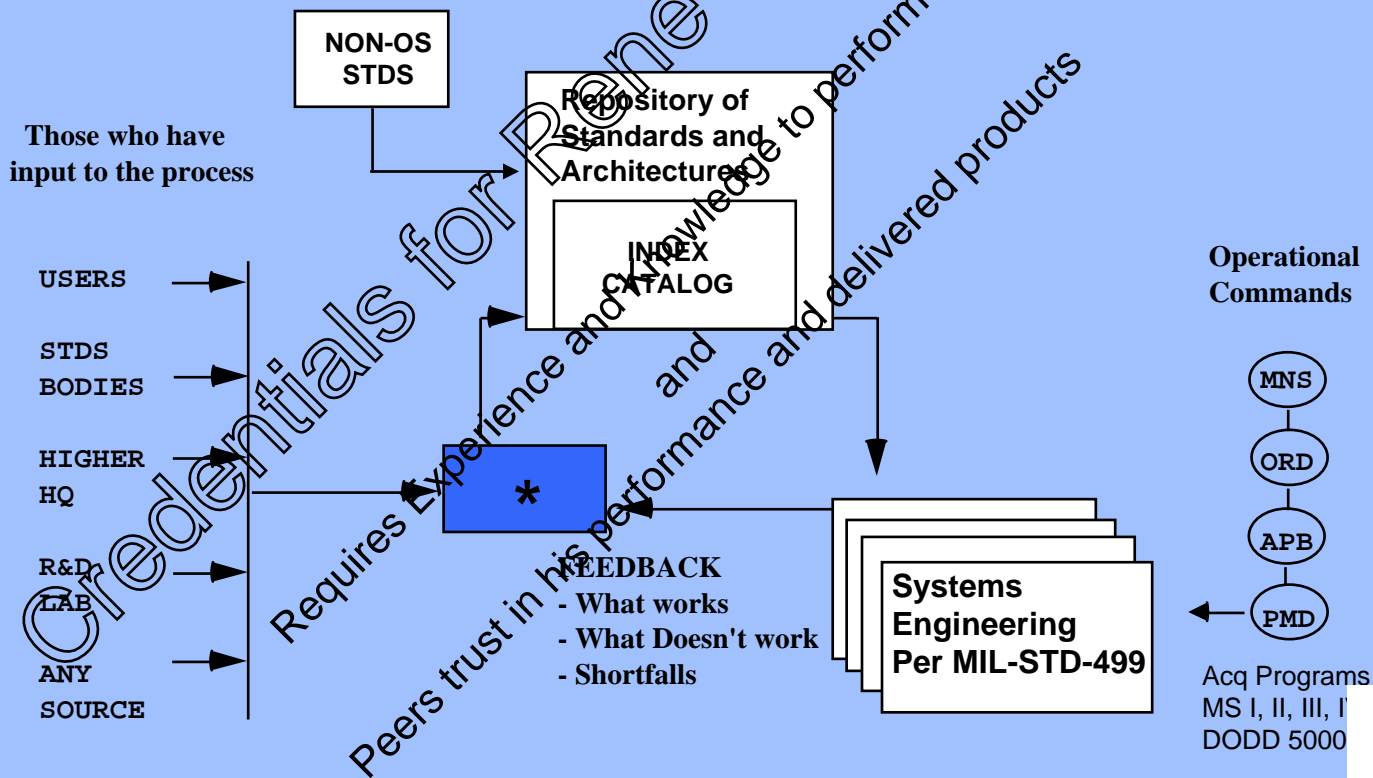 NON-OS
STDS
Those who have
input to the process
Repository of
Standards and
Architectures
INDEX
CATALOG
USERS
STDS
BODIES
HIGHER
HQ
R&D
LAB
ANY
SOURCE
*
FEEDBACK
- What works
- What Doesn't work
- Shortfalls
Systems
Engineering
Per MIL-STD-499
Operational
Commands
MNS
ORD
APB
PMD
Acq Programs
MS I, II, III,
DODD 5000
Credentials for
Requires Experience and Knowledge to perform
and
Peers trust in his performance and delivered products